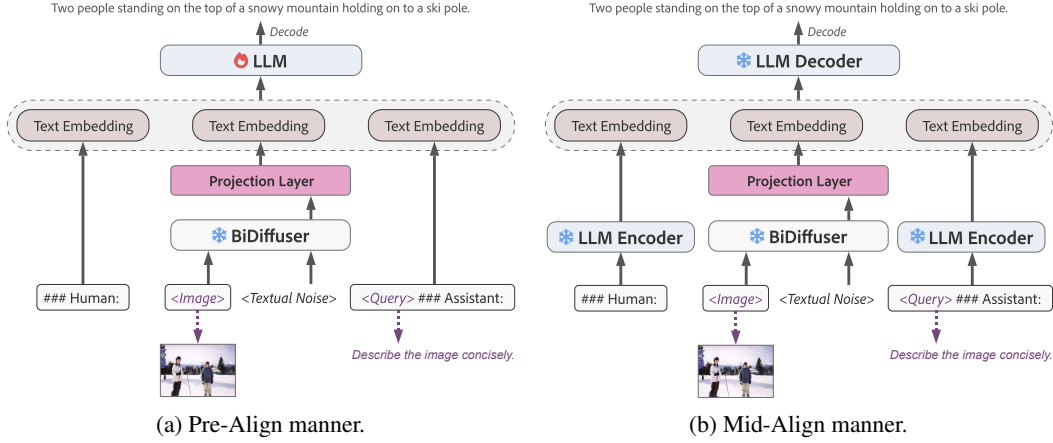 Two people standing on the top of a snowy mountain holding on to a ski pole.
Decode
LLM
Text Embedding
Text Embedding
Text Embedding
Projection Layer
BiDiffuser
### Human:
<Image>
<Textual Noise>
<Query> ### Assistant:
Describe the image concisely.
(a) Pre-Align manner.
Two people standing on the top of a snowy mountain holding on to a ski pole.
Decode
LLM Decoder
Text Embedding
Text Embedding
Text Embedding
Projection Layer
LLM Encoder
BiDiffuser
LLM Encoder
### Human:
<Image>
<Textual Noise>
<Query> ### Assistant:
Describe the image concisely.
(b) Mid-Align manner.